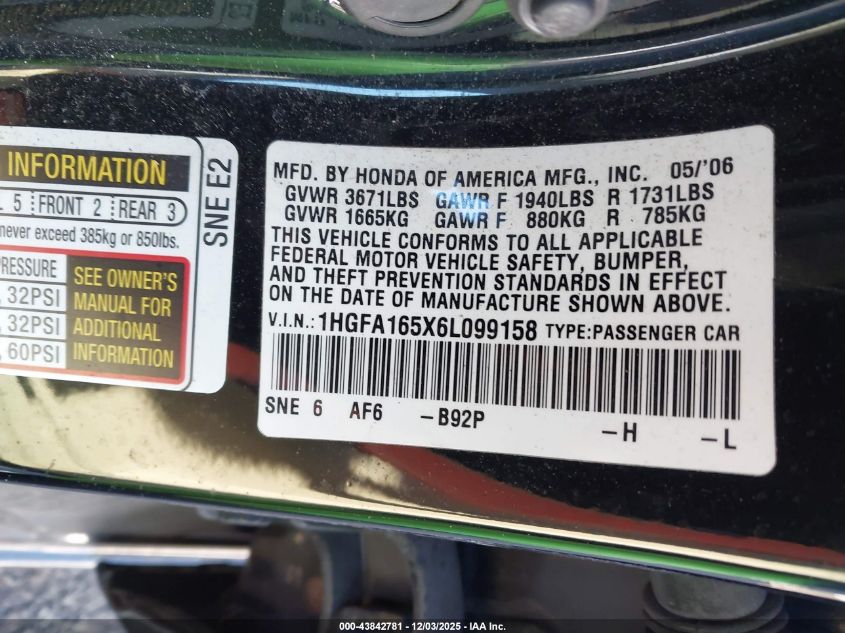 INFORMATION
5 FRONT 2 REAR 3
never exceed 385kg or 850lbs.
PRESSURE
32PSI
32PSI
60PSI
SEE OWNER'S
MANUAL FOR
ADDITIONAL
INFORMATION
SNE E2
MFD. BY HONDA OF AMERICA MFG., INC. 05/'06
GVWR 3671LBS GAWR F 1940LBS R 1731LBS
GVWR 1665KG GAWR F 880KG R 785KG
THIS VEHICLE CONFORMS TO ALL APPLICABLE
FEDERAL MOTOR VEHICLE SAFETY, BUMPER,
AND THEFT PREVENTION STANDARDS IN EFFECT
ON THE DATE OF MANUFACTURE SHOWN ABOVE.
V.I.N.: 1HGFA165X6L099158 TYPE:PASSENGER CAR
SNE 6 AF6 -B92P -H -L
000-43842781 - 12/03/2025 - IAA Inc.